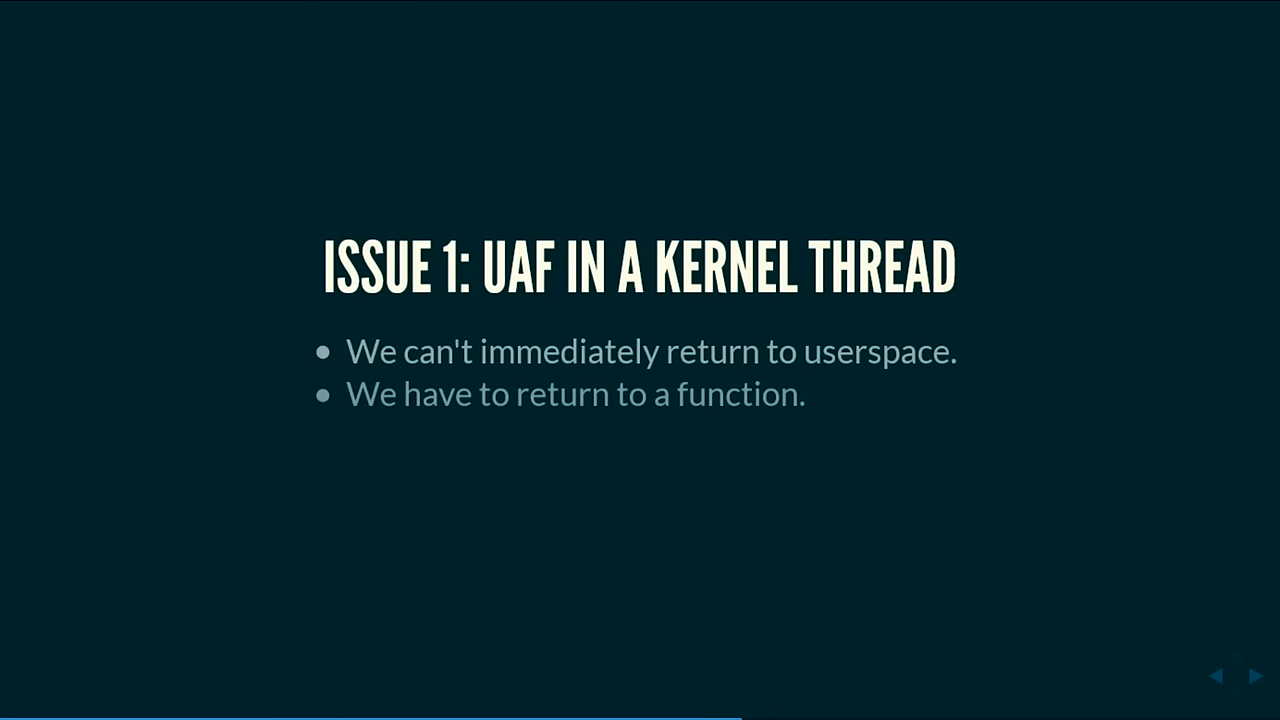 ISSUE 1: UAF IN A KERNEL THREAD
We can't immediately return to userspace.
We have to return to a function.